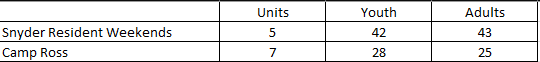 Units Youth Adults
Snyder Resident Weekends 5 42 43
Camp Ross 7 28 25